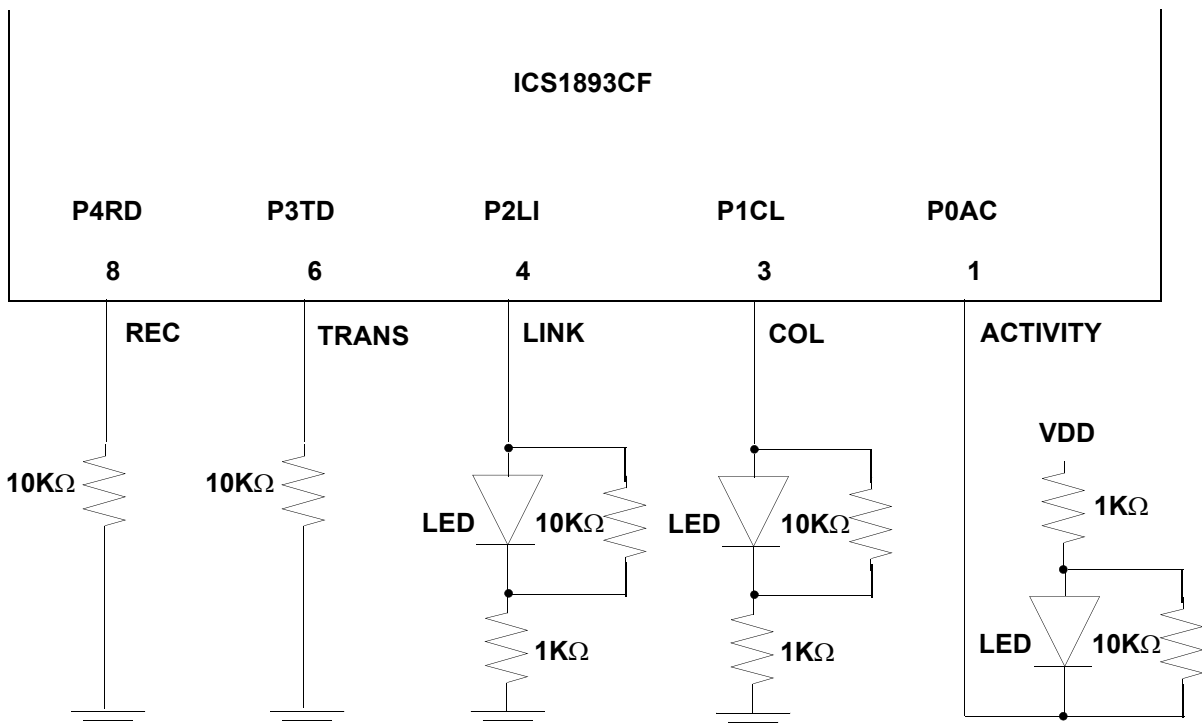 ICS1893CF
P4RD P3TD P2LI P1CL P0AC
8 6 4 3 1
REC TRANS LINK COL ACTIVITY
VDD
10KΩ 10KΩ 1KΩ
LED 10KΩ LED 10KΩ
LED 10KΩ
1KΩ 1KΩ